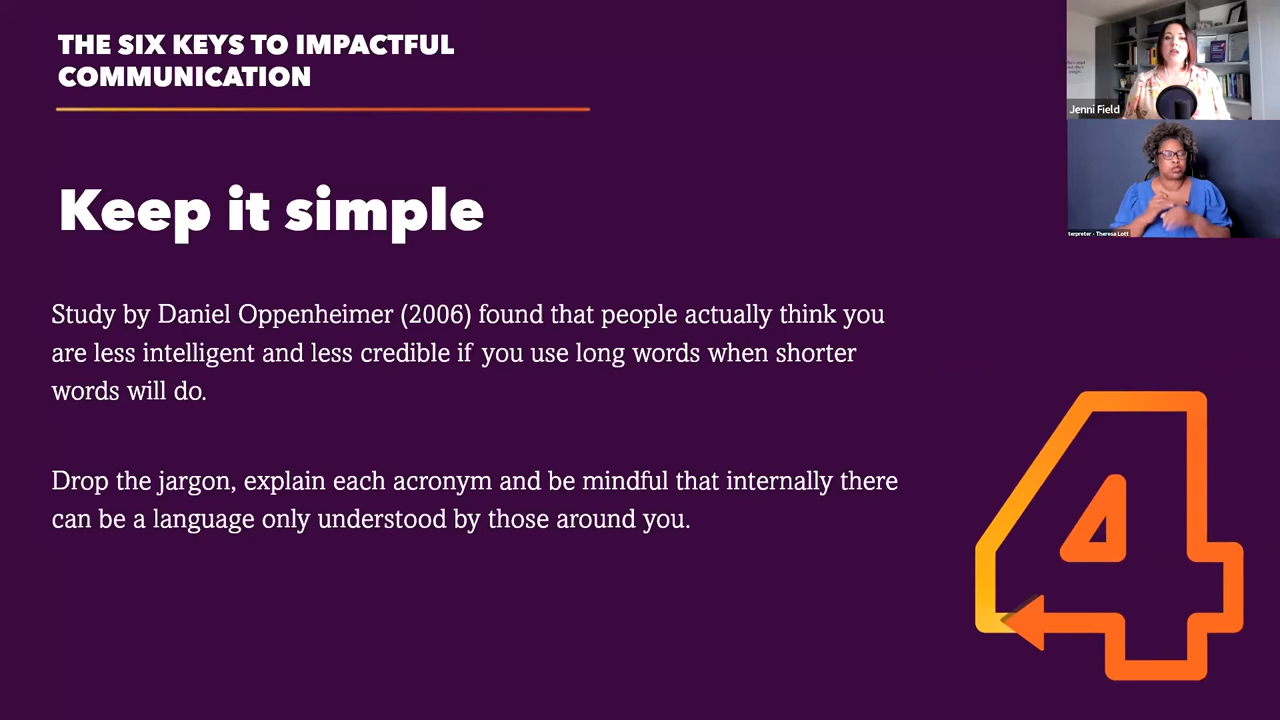 THE SIX KEYS TO IMPACTFUL
COMMUNICATION
Keep it simple
Study by Daniel Oppenheimer (2006) found that people actually think you
are less intelligent and less credible if you use long words when shorter
words will do.
Drop the jargon, explain each acronym and be mindful that internally there
can be a language only understood by those around you.
4
Jenni Field
terpreter - Theresa Lott